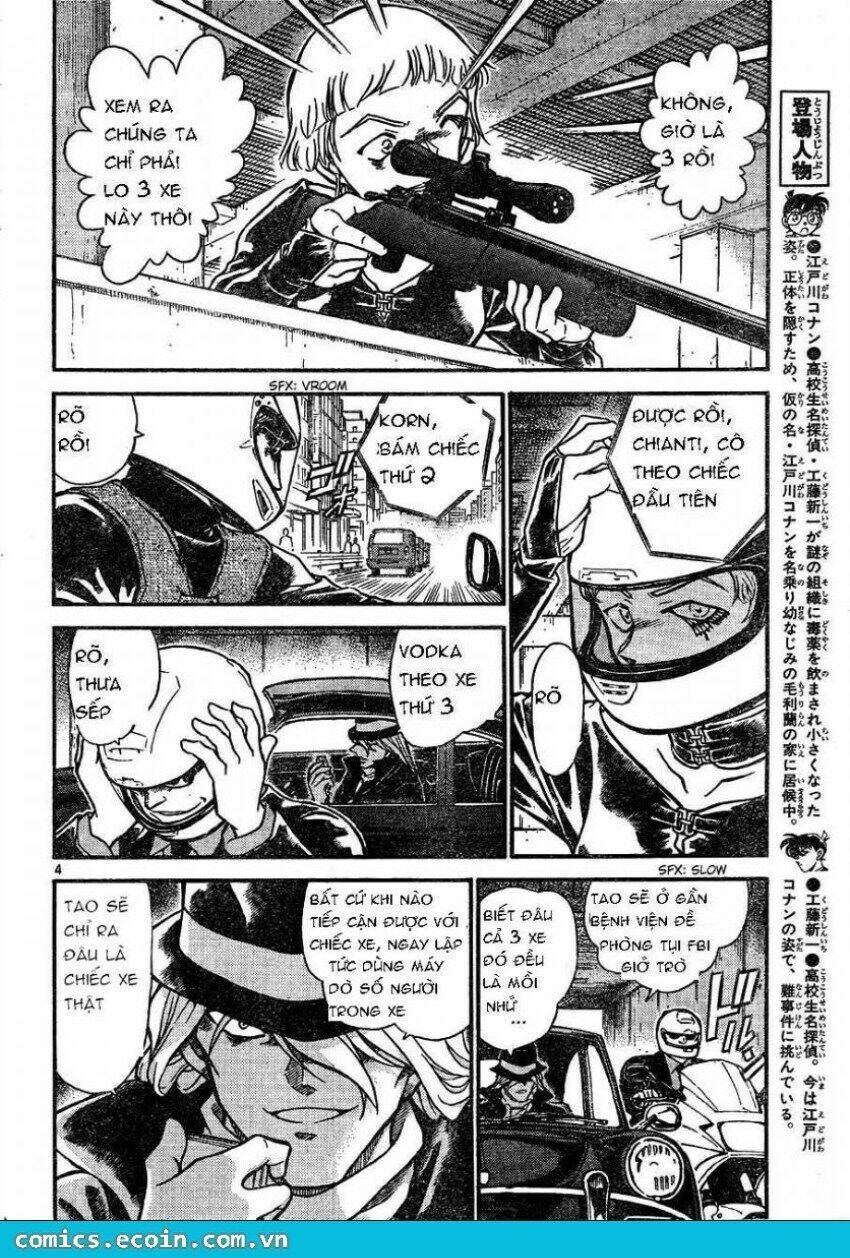 KHÔNG,
GIỜ LÀ
3 RỒI
XEM RA
CHÚNG TA
CHỈ PHẢI
LO 3 XE
NÀY THÔI
SFX: VROOM
ĐƯỢC RỒI,
CHIANTI, CÔ
THEO CHIẾC
ĐẦU TIÊN
RÕ
KORN,
BÁM CHIẾC
THỨ 2
RÕ
RỒI
VODKA
THEO XE
THỨ 3
RÕ,
THƯA
SẾP
4
SFX: SLOW
TAO SẼ Ở GẦN
BỆNH VIỆN ĐỀ
PHÒNG TỤI FBI
GIỞ TRÒ
BIẾT ĐÂU
CẢ 3 XE
ĐÓ ĐỀU
LÀ MỒI
NHỬ
...
BẤT CỨ KHI NÀO
TIẾP CẬN ĐƯỢC VỚI
CHIẾC XE, NGAY LẬP
TỨC DÙNG MÁY
DÒ SỐ NGƯỜI
TRONG XE
TAO SẼ
CHỈ RA
ĐÂU LÀ
CHIẾC XE
THẬT
登場人物
江戸川コナン●高校生名探偵・工藤新一が謎の組織に毒薬を飲まされ小さくなった
姿。正体を隠すため、仮の名・江戸川コナンを名乗り幼なじみの毛利蘭の家に居候中。
●工藤新一●高校生名探偵。今は江戸川
コナンの姿で、難事件に挑んでいる。
comics.ecoin.com.vn